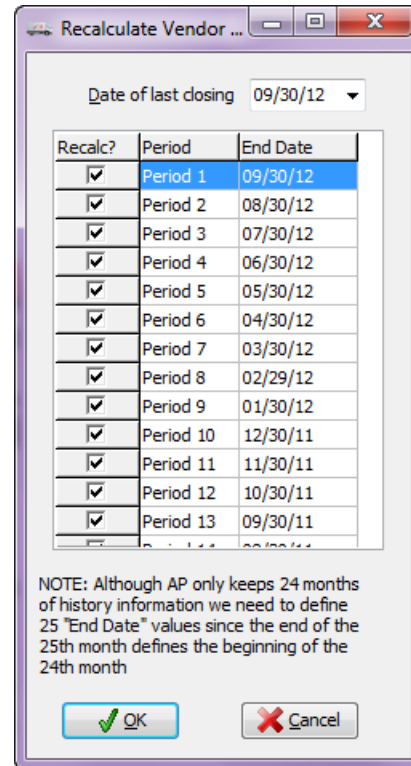 Recalculate Vendor ...
Date of last closing 09/30/12
Recalc? Period End Date
Period 1 09/30/12
Period 2 08/30/12
Period 3 07/30/12
Period 4 06/30/12
Period 5 05/30/12
Period 6 04/30/12
Period 7 03/30/12
Period 8 02/29/12
Period 9 01/30/12
Period 10 12/30/11
Period 11 11/30/11
Period 12 10/30/11
Period 13 09/30/11
NOTE: Although AP only keeps 24 months
of history information we need to define
25 "End Date" values since the end of the
25th month defines the beginning of the
24th month
OK Cancel